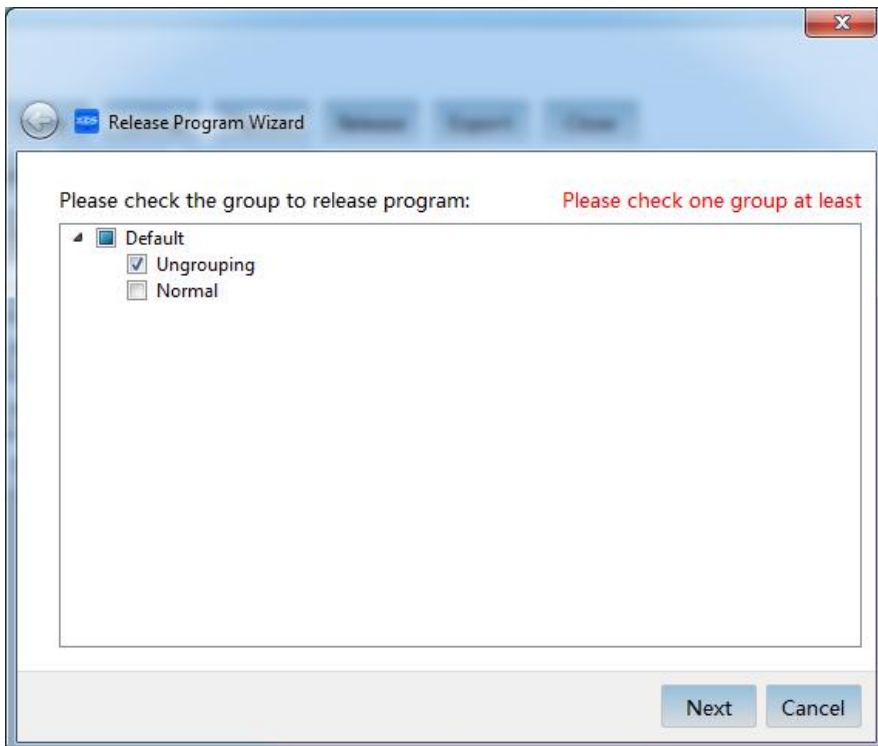 Release Program Wizard
Please check the group to release program:
Please check one group at least
Default
Ungrouping
Normal
Next
Cancel